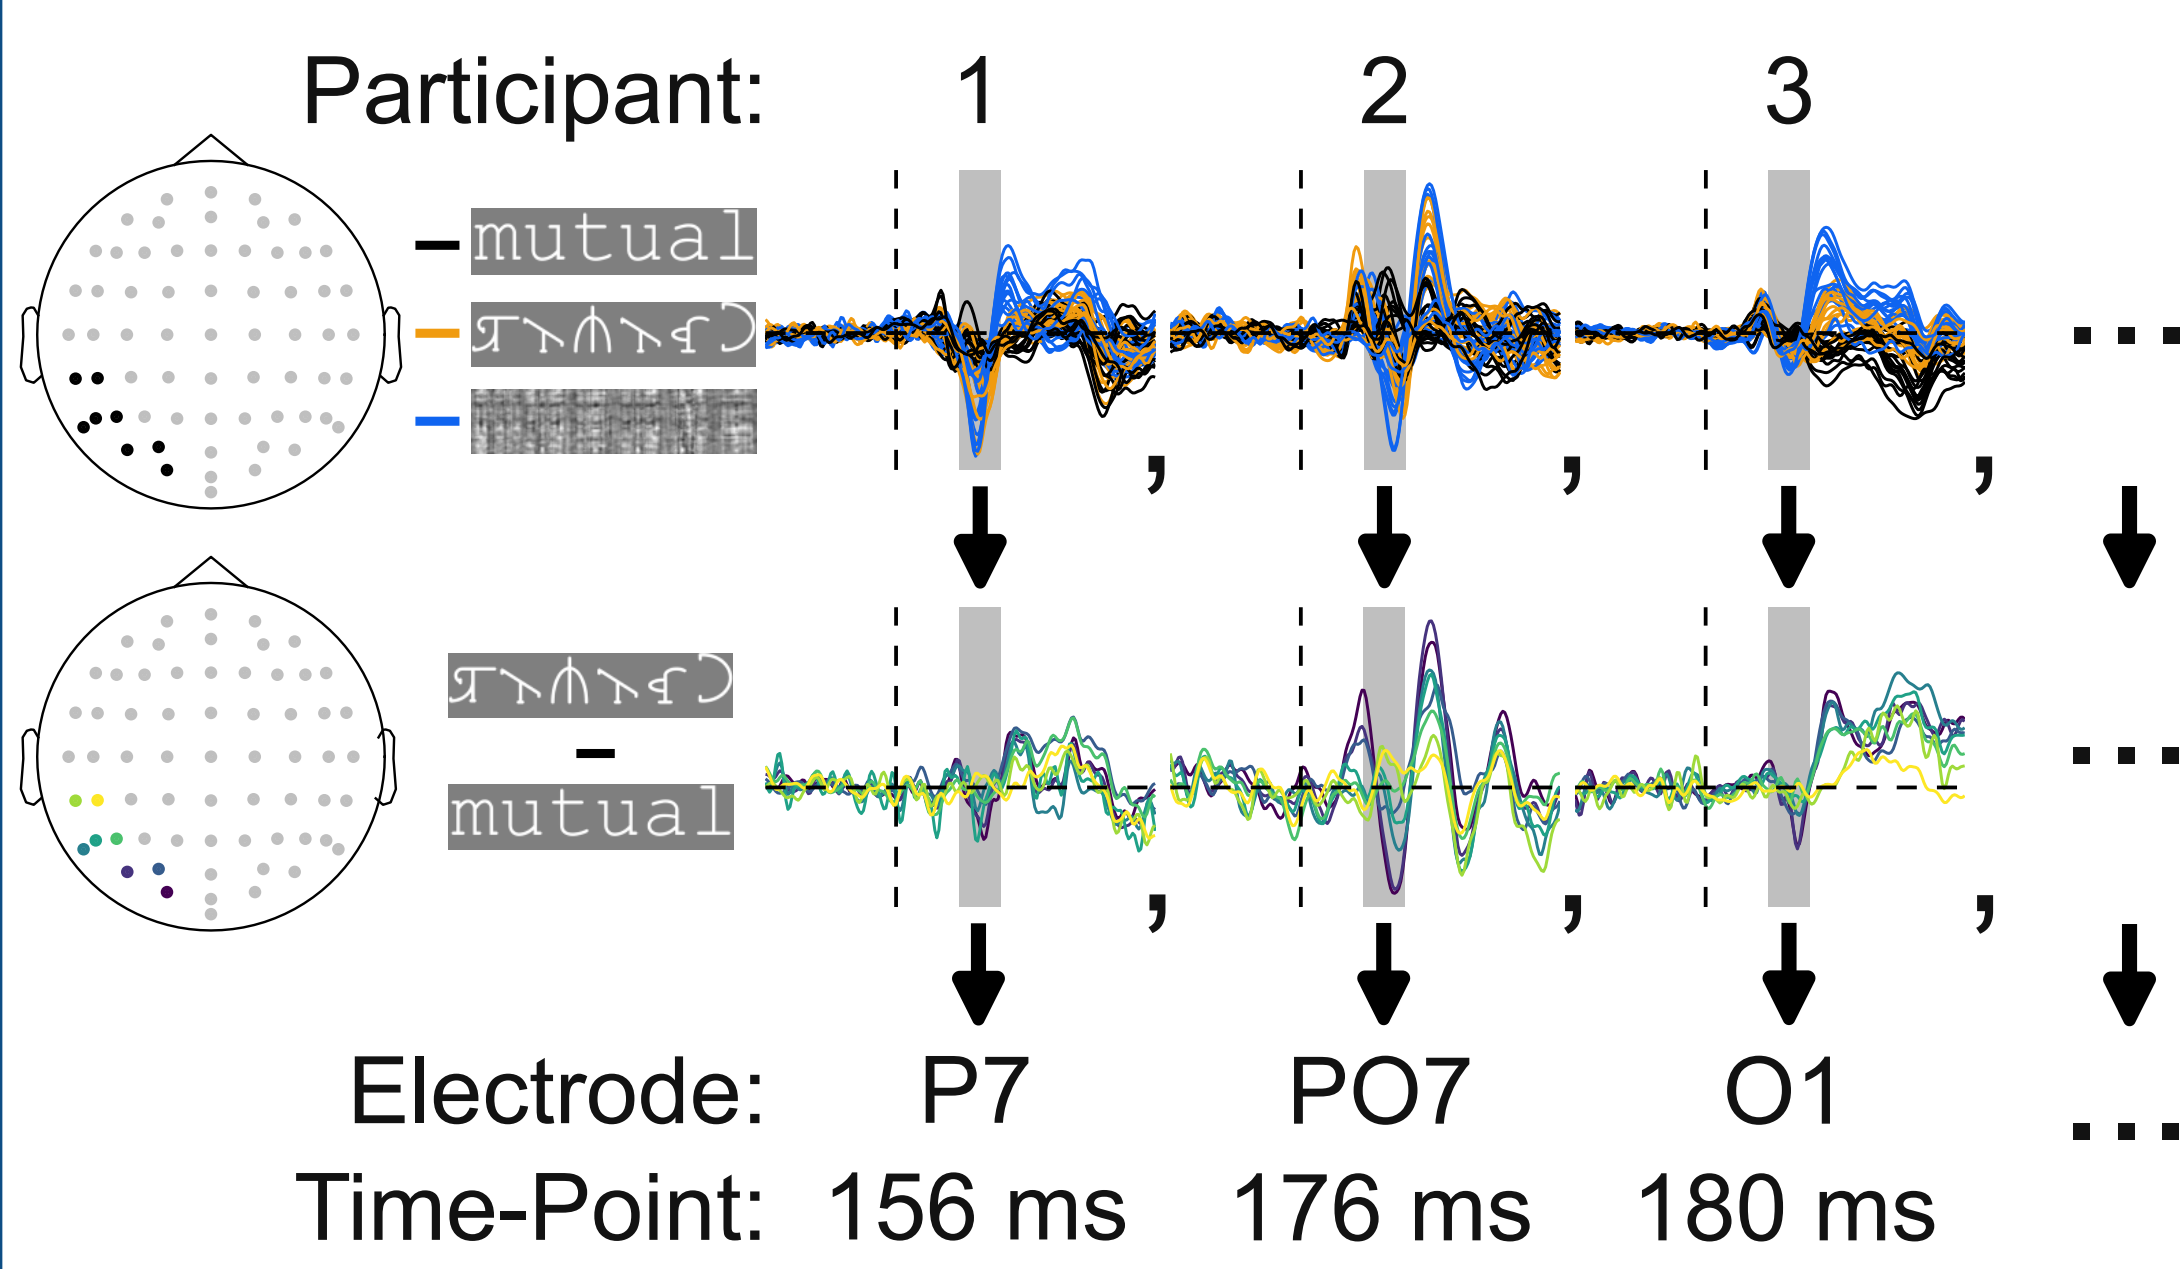 Participant: 1 2 3
mutual
, , ,
. . .
mutual
, , ,
. . .
Electrode: P7 PO7 O1
. . .
Time-Point: 156 ms 176 ms 180 ms